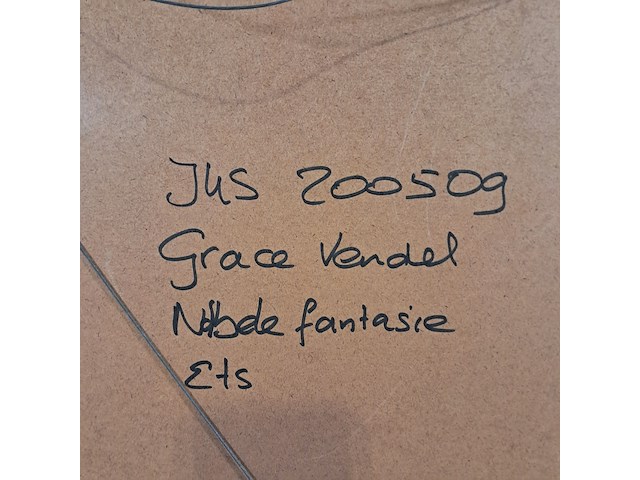 JHS 200509
Grace Vendel
fantasie
Ets